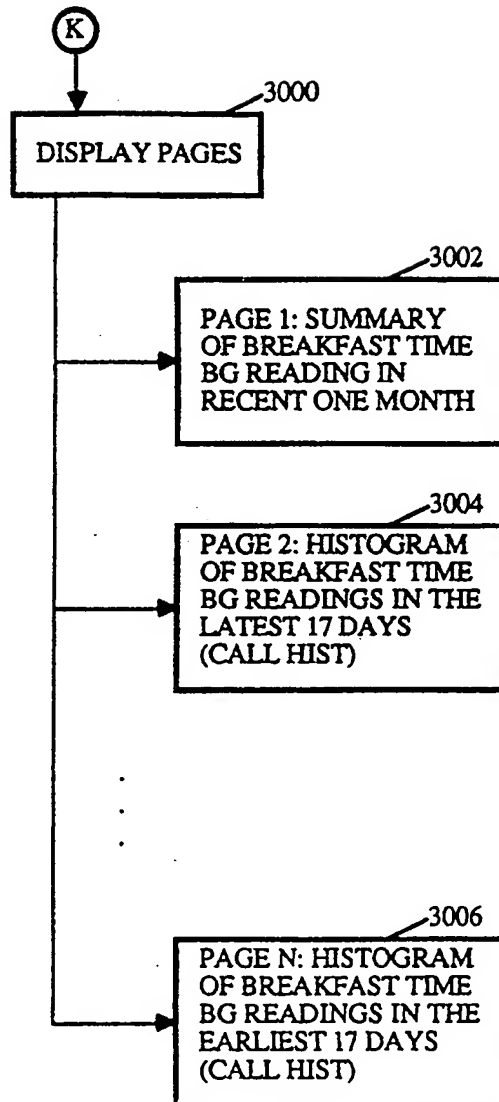 K
3000
DISPLAY PAGES
3002
PAGE 1: SUMMARY
OF BREAKFAST TIME
BG READING IN
RECENT ONE MONTH
3004
PAGE 2: HISTOGRAM
OF BREAKFAST TIME
BG READINGS IN THE
LATEST 17 DAYS
(CALL HIST)
3006
PAGE N: HISTOGRAM
OF BREAKFAST TIME
BG READINGS IN THE
EARLIEST 17 DAYS
(CALL HIST)